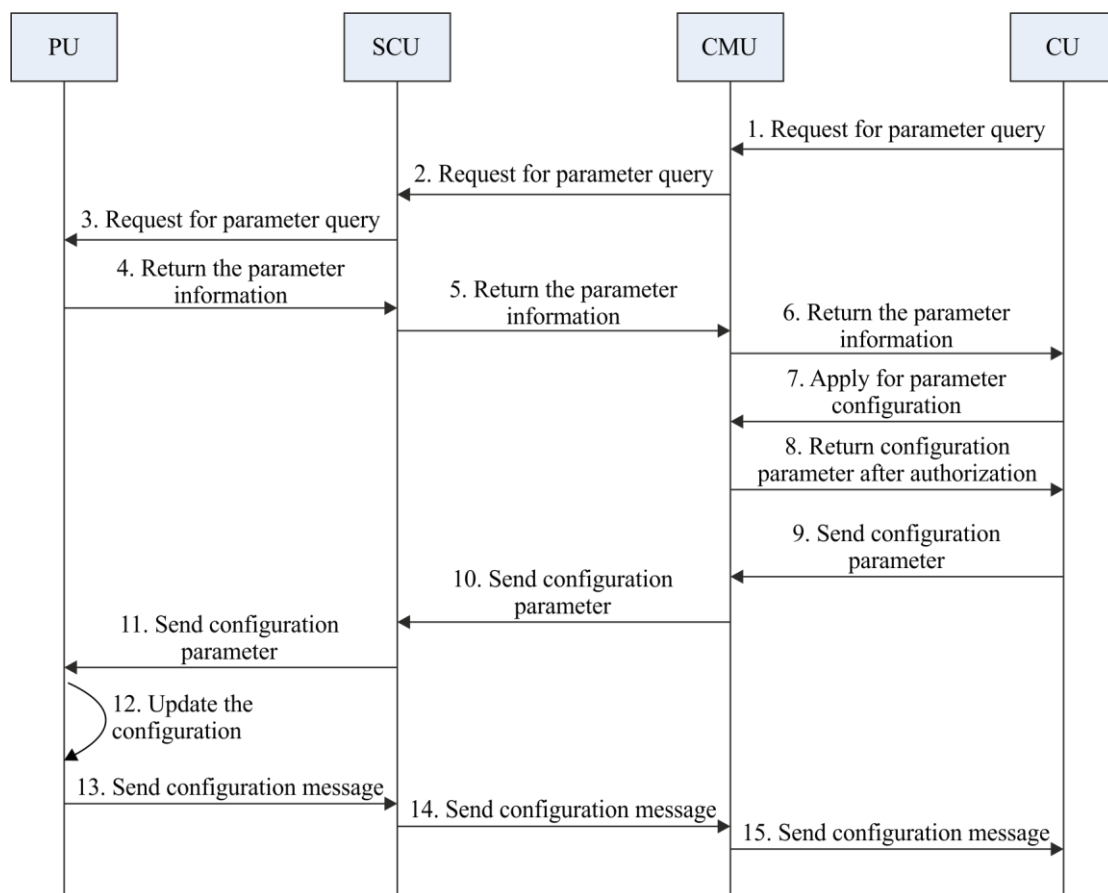 PU
SCU
CMU
CU
1. Request for parameter query
2. Request for parameter query
3. Request for parameter query
4. Return the parameter
information
5. Return the parameter
information
6. Return the parameter
information
7. Apply for parameter
configuration
8. Return configuration
parameter after authorization
9. Send configuration
parameter
10. Send configuration
parameter
11. Send configuration
parameter
12. Update the
configuration
13. Send configuration message
14. Send configuration message
15. Send configuration message